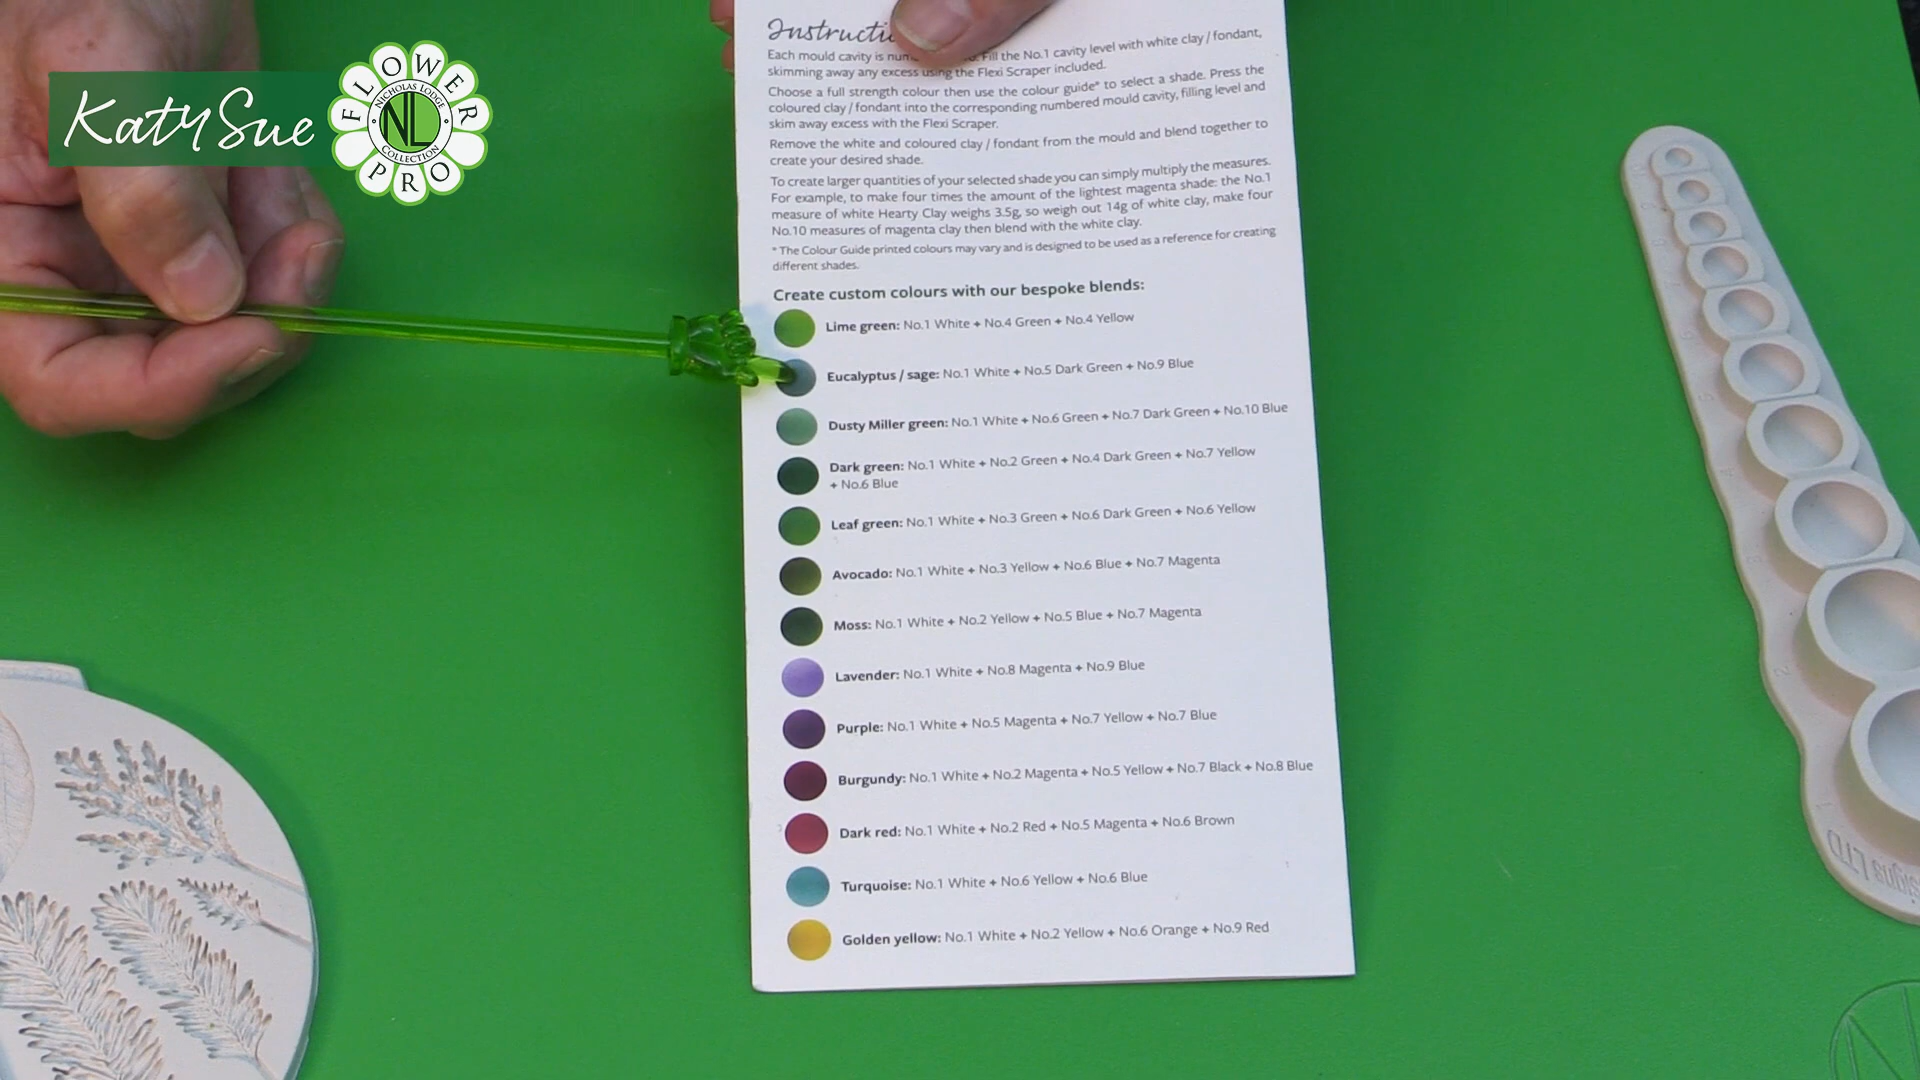 Katy Sue
FLOWER
NICHOLAS LODGE
NL
COLLECTION
PRO
Each mould cavity is Fill the No.1 cavity level with white clay / fondant,
skimming away any excess using the Flexi Scraper included.
Choose a full strength colour then use the colour guide* to select a shade. Press the
coloured clay / fondant into the corresponding numbered mould cavity, filling level and
skim away excess with the Flexi Scraper.
Remove the white and coloured clay / fondant from the mould and blend together to
create your desired shade.
To create larger quantities of your selected shade you can simply multiply the measures.
For example, to make four times the amount of the lightest magenta shade: the No.1
measure of white Hearty Clay weighs 3.5g, so weigh out 14g of white clay, make four
No.10 measures of magenta clay then blend with the white clay.
* The Colour Guide printed colours may vary and is designed to be used as a reference for creating
different shades.
Create custom colours with our bespoke blends:
Lime green: No.1 White + No.4 Green + No.4 Yellow
Eucalyptus / sage: No.1 White + No.5 Dark Green + No.9 Blue
Dusty Miller green: No.1 White + No.6 Green + No.7 Dark Green + No.10 Blue
Dark green: No.1 White + No.2 Green + No.4 Dark Green + No.7 Yellow
+ No.6 Blue
Leaf green: No.1 White + No.3 Green + No.6 Dark Green + No.6 Yellow
Avocado: No.1 White + No.3 Yellow + No.6 Blue + No.7 Magenta
Moss: No.1 White + No.2 Yellow + No.5 Blue + No.7 Magenta
Lavender: No.1 White + No.8 Magenta + No.9 Blue
Purple: No.1 White + No.5 Magenta + No.7 Yellow + No.7 Blue
Burgundy: No.1 White + No.2 Magenta + No.5 Yellow + No.7 Black + No.8 Blue
Dark red: No.1 White + No.2 Red + No.5 Magenta + No.6 Brown
Turquoise: No.1 White + No.6 Yellow + No.6 Blue
Golden yellow: No.1 White + No.2 Yellow + No.6 Orange + No.9 Red